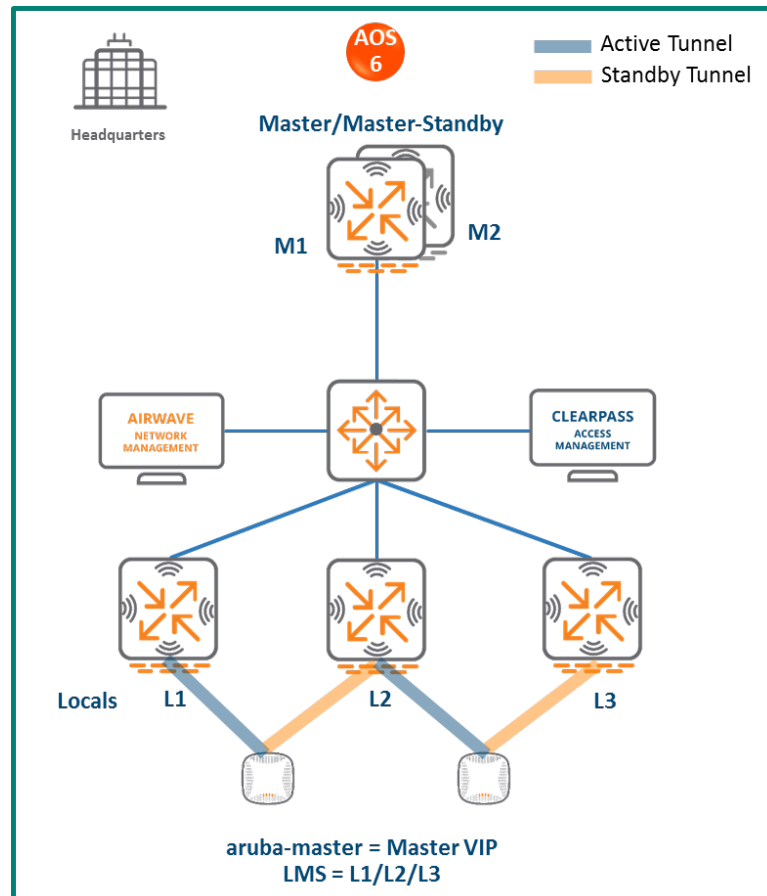 AOS
6
Active Tunnel
Standby Tunnel
Headquarters
Master/Master-Standby
M1
M2
AIRWAVE
NETWORK
MANAGEMENT
CLEARPASS
ACCESS
MANAGEMENT
Locals
L1
L2
L3
aruba-master = Master VIP
LMS = L1/L2/L3